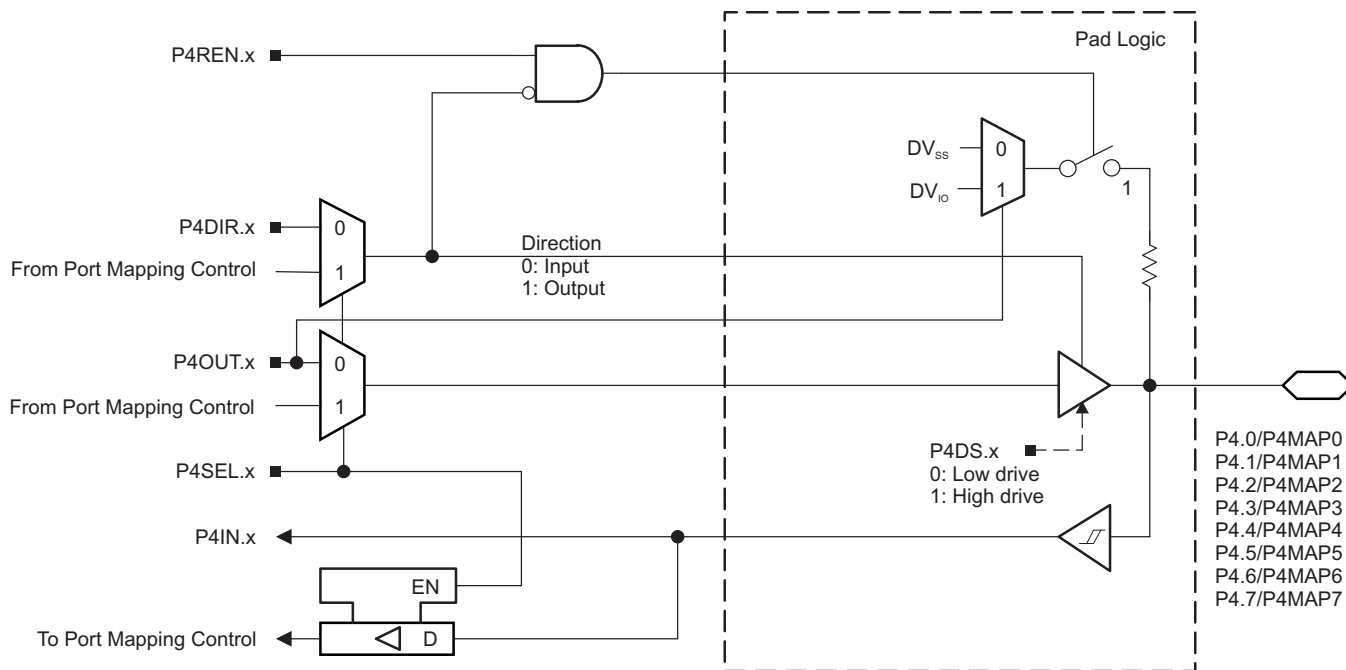 Pad Logic
P4REN.x
DVSS
0
DVIO
1
1
P4DIR.x
0
From Port Mapping Control
1
Direction
0: Input
1: Output
P4OUT.x
0
From Port Mapping Control
1
P4DS.x
0: Low drive
1: High drive
P4SEL.x
P4IN.x
EN
D
To Port Mapping Control
P4.0/P4MAP0
P4.1/P4MAP1
P4.2/P4MAP2
P4.3/P4MAP3
P4.4/P4MAP4
P4.5/P4MAP5
P4.6/P4MAP6
P4.7/P4MAP7